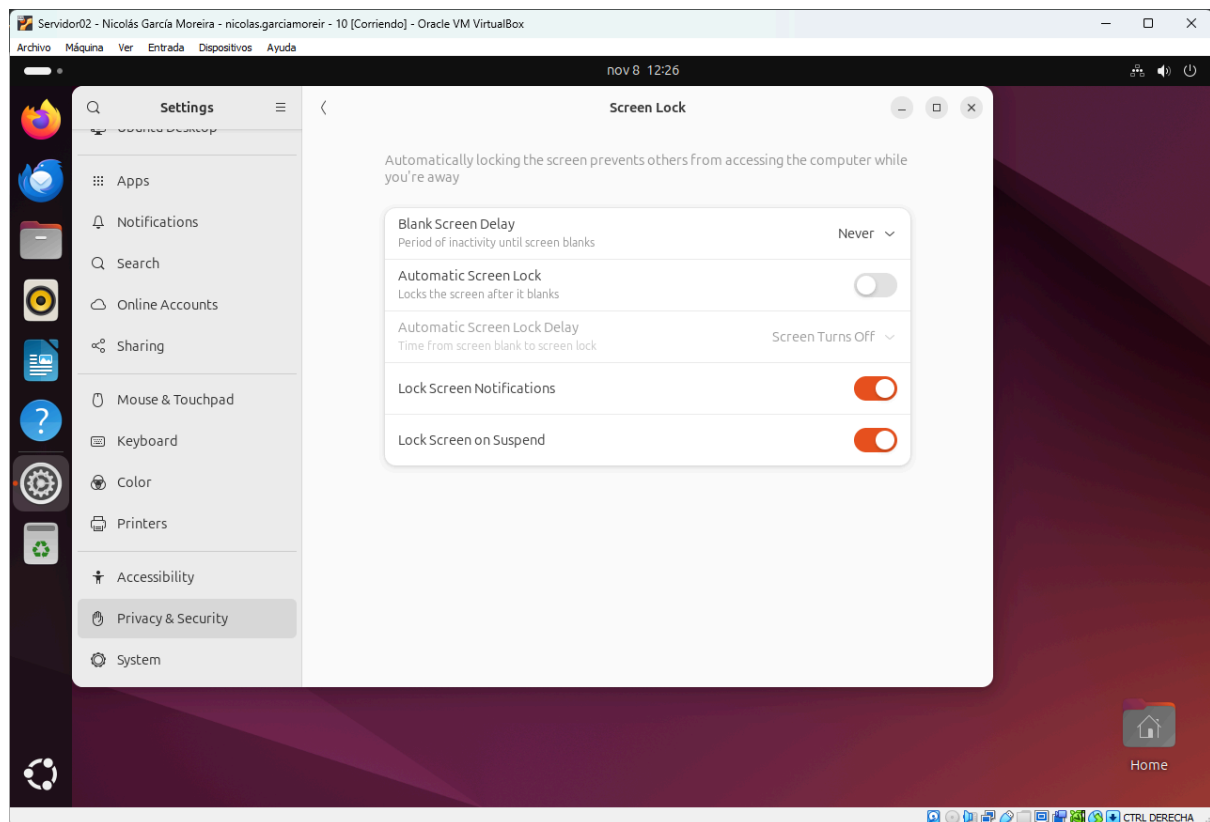 Servidor02 - Nicolás García Moreira - nicolas.garciamoreir - 10 [Corriendo] - Oracle VM VirtualBox
Archivo Máquina Ver Entrada Dispositivos Ayuda
nov 8 12:26
Settings
Screen Lock
Ubuntu Desktop
Apps
Notifications
Search
Online Accounts
Sharing
Mouse & Touchpad
Keyboard
Color
Printers
Accessibility
Privacy & Security
System
Automatically locking the screen prevents others from accessing the computer while
you're away
Blank Screen Delay
Period of inactivity until screen blanks
Never
Automatic Screen Lock
Locks the screen after it blanks
Automatic Screen Lock Delay
Time from screen blank to screen lock
Screen Turns Off
Lock Screen Notifications
Lock Screen on Suspend
Home
CTRL DERECHA